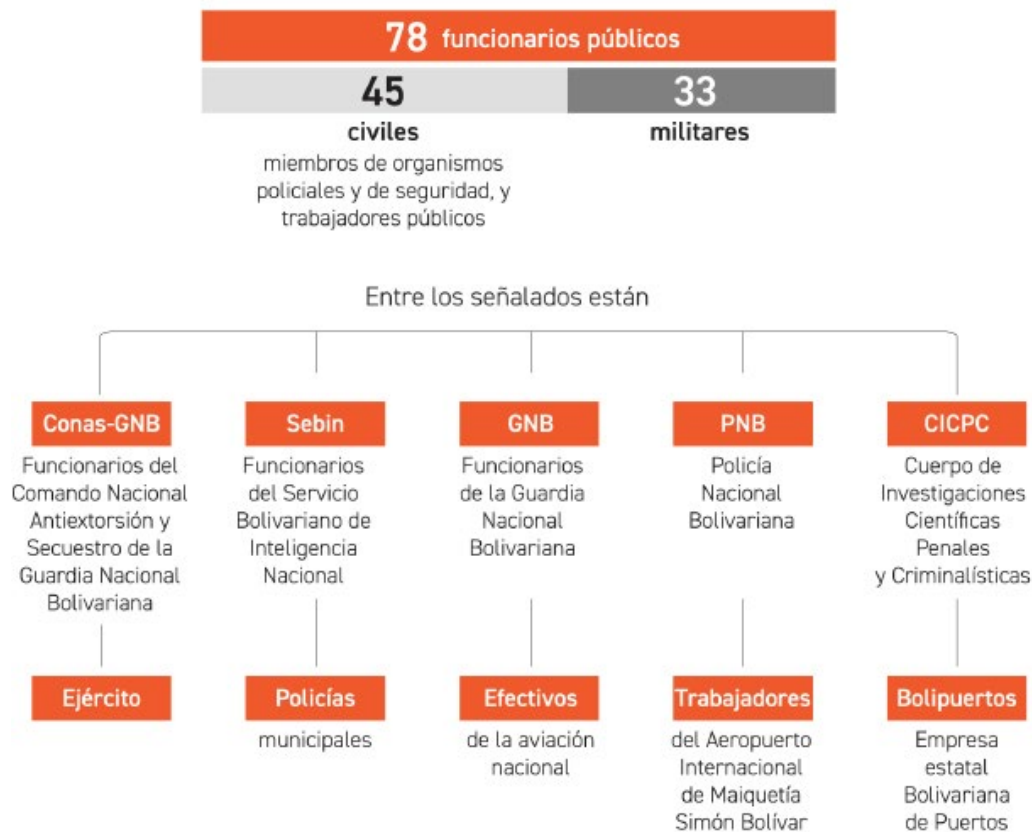 78 funcionarios públicos
45
33
civiles
militares
miembros de organismos
policiales y de seguridad, y
trabajadores públicos
Entre los señalados están
Conas-GNB
Funcionarios del
Comando Nacional
Antiextorsión y
Secuestro de la
Guardia Nacional
Bolivariana
Sebin
Funcionarios
del Servicio
Bolivariano de
Inteligencia
Nacional
GNB
Funcionarios
de la Guardia
Nacional
Bolivariana
PNB
Policía
Nacional
Bolivariana
CICPC
Cuerpo de
Investigaciones
Científicas
Penales
y Criminalísticas
Ejército
Policías
municipales
Efectivos
de la aviación
nacional
Trabajadores
del Aeropuerto
Internacional
de Maiquetía
Simón Bolívar
Bolipuertos
Empresa
estatal
Bolivariana
de Puertos